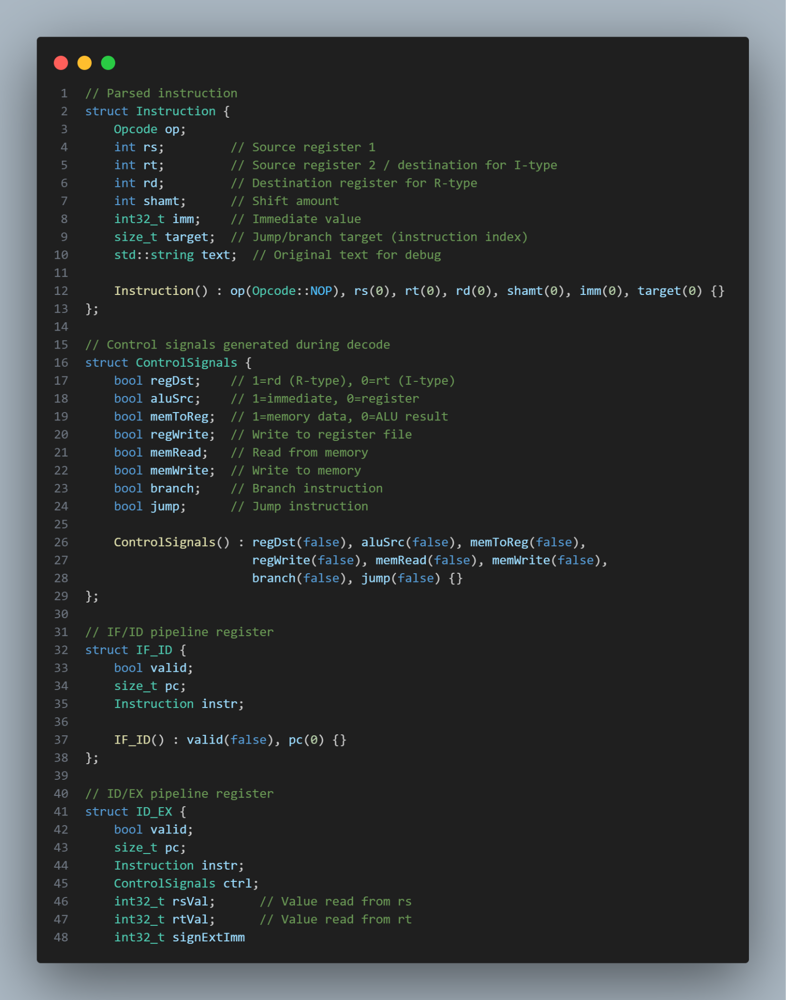 1 // Parsed instruction
2 struct Instruction {
3     Opcode op;
4     int rs;         // Source register 1
5     int rt;         // Source register 2 / destination for I-type
6     int rd;         // Destination register for R-type
7     int shamt;      // Shift amount
8     int32_t imm;    // Immediate value
9     size_t target;  // Jump/branch target (instruction index)
10     std::string text;  // Original text for debug
11
12     Instruction() : op(Opcode::NOP), rs(0), rt(0), rd(0), shamt(0), imm(0), target(0) {}
13 };
14
15 // Control signals generated during decode
16 struct ControlSignals {
17     bool regDst;    // 1=rd (R-type), 0=rt (I-type)
18     bool aluSrc;    // 1=immediate, 0=register
19     bool memToReg;  // 1=memory data, 0=ALU result
20     bool regWrite;  // Write to register file
21     bool memRead;   // Read from memory
22     bool memWrite;  // Write to memory
23     bool branch;    // Branch instruction
24     bool jump;      // Jump instruction
25
26     ControlSignals() : regDst(false), aluSrc(false), memToReg(false),
27                        regWrite(false), memRead(false), memWrite(false),
28                        branch(false), jump(false) {}
29 };
30
31 // IF/ID pipeline register
32 struct IF_ID {
33     bool valid;
34     size_t pc;
35     Instruction instr;
36
37     IF_ID() : valid(false), pc(0) {}
38 };
39
40 // ID/EX pipeline register
41 struct ID_EX {
42     bool valid;
43     size_t pc;
44     Instruction instr;
45     ControlSignals ctrl;
46     int32_t rsVal;      // Value read from rs
47     int32_t rtVal;      // Value read from rt
48     int32_t signExtImm